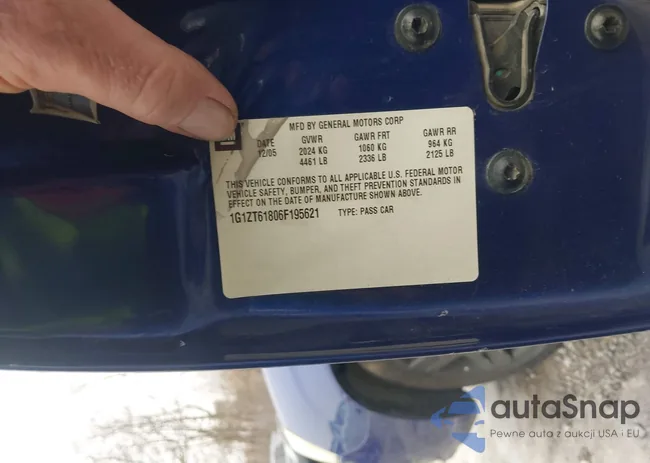 MFD BY GENERAL MOTORS CORP
DATE GVWR GAWR FRT GAWR RR
12/05 2024 KG 1060 KG 964 KG
4461 LB 2336 LB 2125 LB
THIS VEHICLE CONFORMS TO ALL APPLICABLE U.S. FEDERAL MOTOR
VEHICLE SAFETY, BUMPER, AND THEFT PREVENTION STANDARDS IN
EFFECT ON THE DATE OF MANUFACTURE SHOWN ABOVE.
1G1ZT61806F195621 TYPE: PASS CAR
autaSnap
Pewne auta z aukcji USA i EU